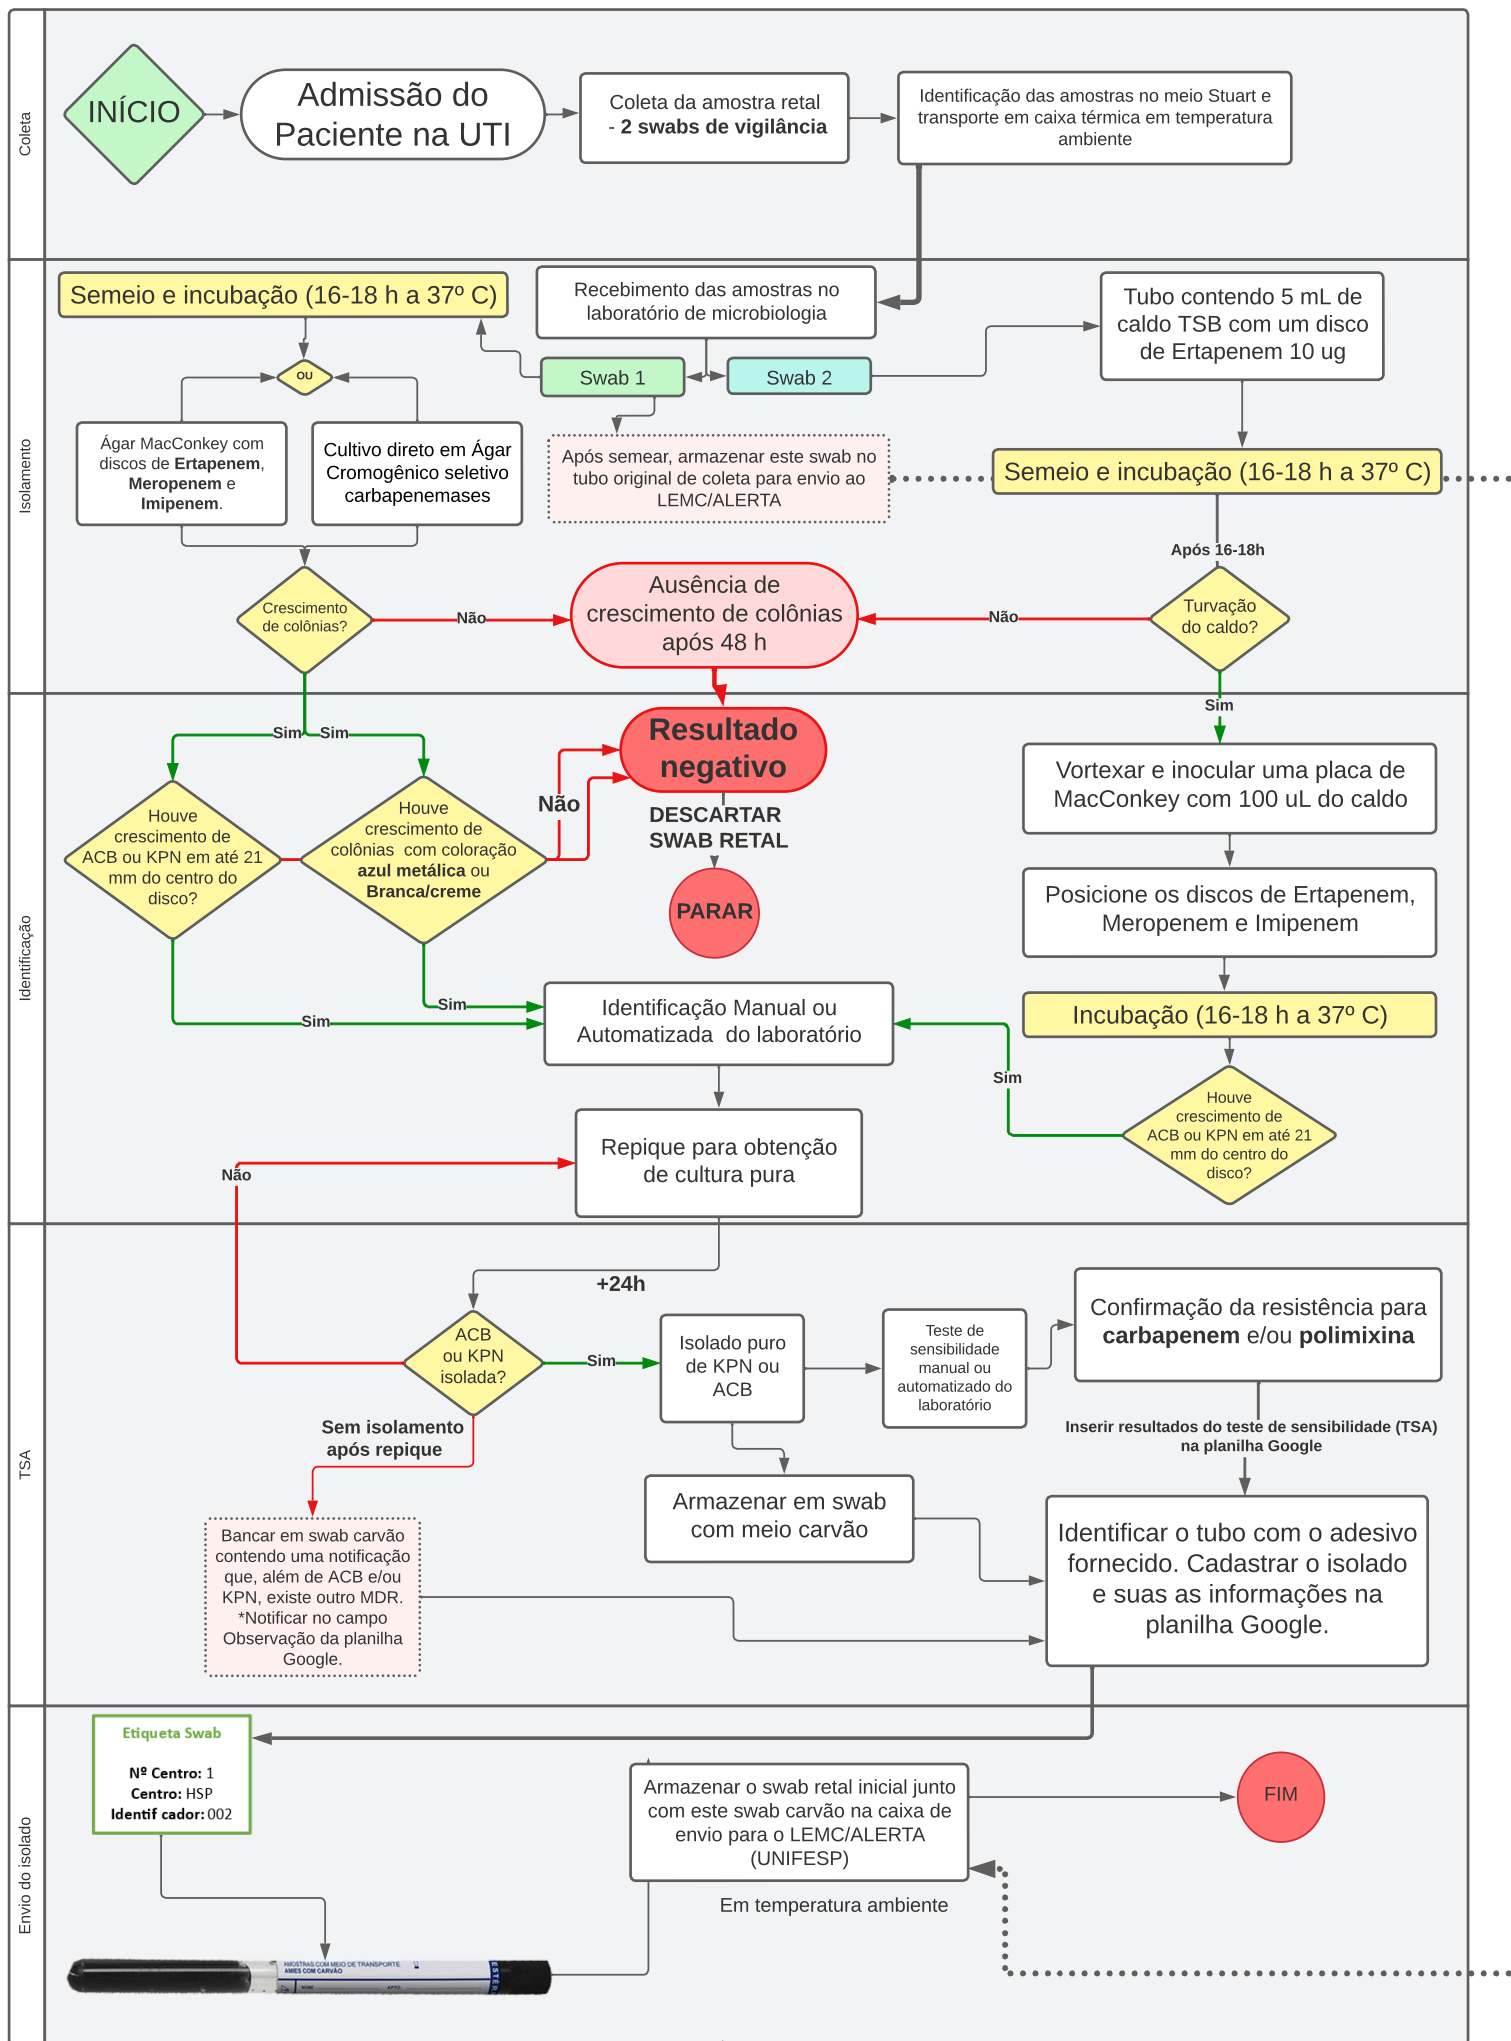 Coleta
INÍCIO
Admissão do
Paciente na UTI
Coleta da amostra retal
- 2 swabs de vigilância
Identificação das amostras no meio Stuart e
transporte em caixa térmica em temperatura
ambiente
Isolamento
Semeio e incubação (16-18 h a 37º C)
Recebimento das amostras no
laboratório de microbiologia
Tubo contendo 5 mL de
caldo TSB com um disco
de Ertapenem 10 ug
OU
Swab 1
Swab 2
Ágar MacConkey com
discos de Ertapenem,
Meropenem e
Imipenem.
Cultivo direto em Ágar
Cromogênico seletivo
carbapenemases
Após semear, armazenar este swab no
tubo original de coleta para envio ao
LEMC/ALERTA
Semeio e incubação (16-18 h a 37º C)
Após 16-18h
Crescimento
de colônias?
Não
Ausência de
crescimento de colônias
após 48 h
Não
Turvação
do caldo?
Identificação
Sim
Sim
Sim
Resultado
negativo
Não
DESCARTAR
SWAB RETAL
PARAR
Houve
crescimento de
ACB ou KPN em até 21
mm do centro do
disco?
Houve
crescimento de
colônias com coloração
azul metálica ou
Branca/creme
Vortexar e inocular uma placa de
MacConkey com 100 uL do caldo
Posicione os discos de Ertapenem,
Meropenem e Imipenem
Incubação (16-18 h a 37º C)
Sim
Sim
Identificação Manual ou
Automatizada do laboratório
Sim
Houve
crescimento de
ACB ou KPN em até 21
mm do centro do
disco?
Repique para obtenção
de cultura pura
Não
TSA
+24h
ACB
ou KPN
isolada?
Sim
Isolado puro
de KPN ou
ACB
Teste de
sensibilidade
manual ou
automatizado do
laboratório
Confirmação da resistência para
carbapenem e/ou polimixina
Inserir resultados do teste de sensibilidade (TSA)
na planilha Google
Sem isolamento
após repique
Armazenar em swab
com meio carvão
Identificar o tubo com o adesivo
fornecido. Cadastrar o isolado
e suas as informações na
planilha Google.
Bancar em swab carvão
contendo uma notificação
que, além de ACB e/ou
KPN, existe outro MDR.
*Notificar no campo
Observação da planilha
Google.
Envio do isolado
Etiqueta Swab
Nº Centro: 1
Centro: HSP
Identif cador: 002
Armazenar o swab retal inicial junto
com este swab carvão na caixa de
envio para o LEMC/ALERTA
(UNIFESP)
FIM
Em temperatura ambiente
AMOSTRAS COM MEIO DE TRANSPORTE
AMIES COM CARVÃO